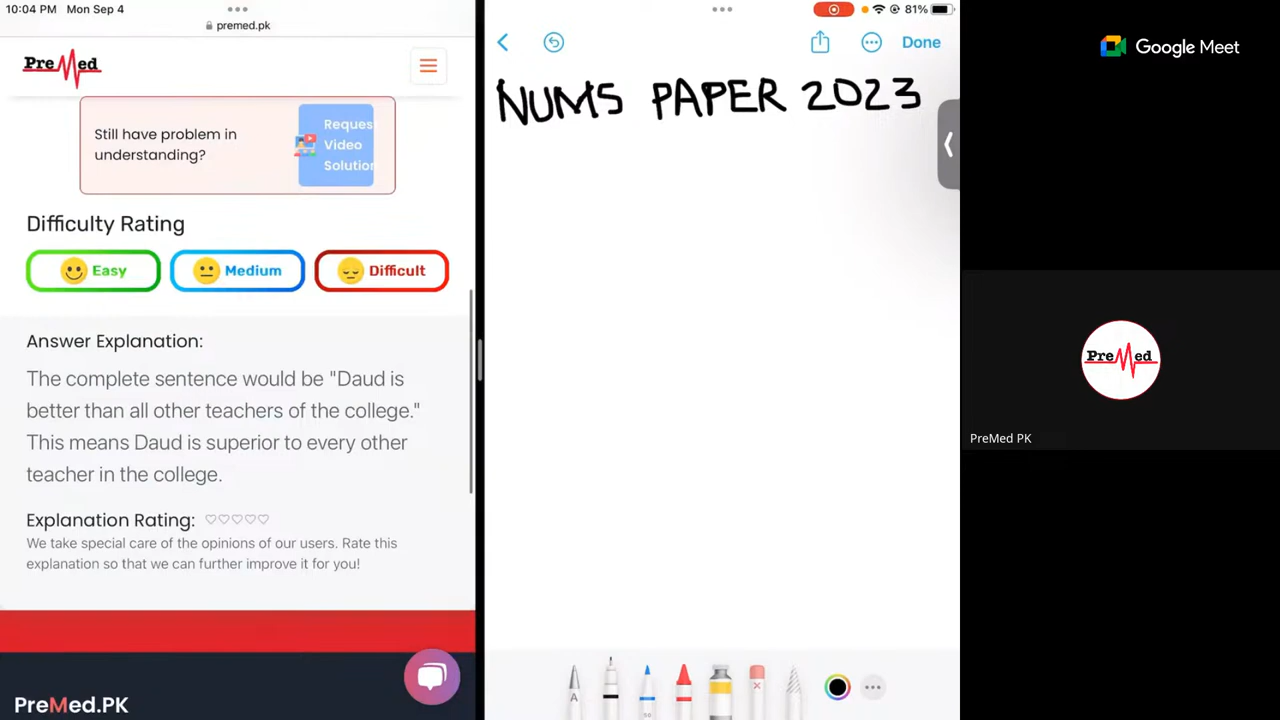 10:04 PM Mon Sep 4
premed.pk
PreMed
Still have problem in
understanding?
Reques
Video
Solution
Difficulty Rating
Easy
Medium
Difficult
Answer Explanation:
The complete sentence would be "Daud is
better than all other teachers of the college."
This means Daud is superior to every other
teacher in the college.
Explanation Rating:
We take special care of the opinions of our users. Rate this
explanation so that we can further improve it for you!
PreMed.PK
81%
Done
NUMS PAPER 2023
A
Google Meet
PreMed
PreMed PK